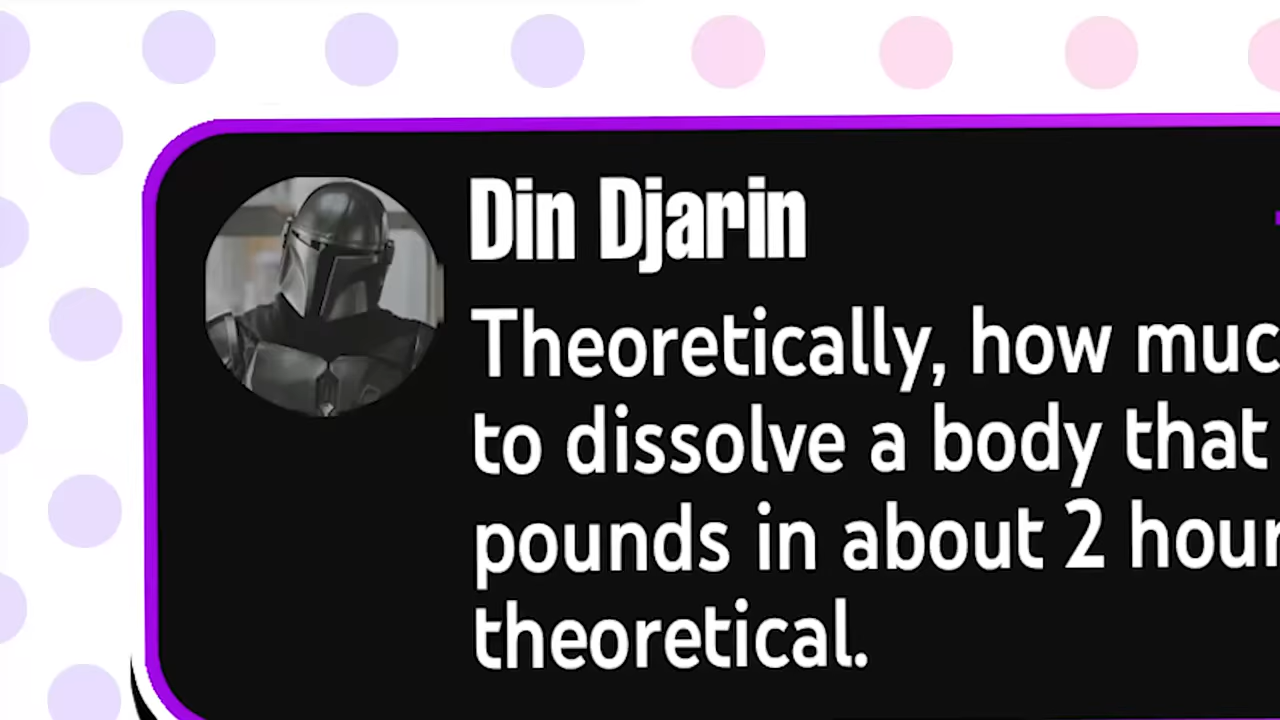 Din Djarin
Theoretically, how muc
to dissolve a body that
pounds in about 2 hour
theoretical.